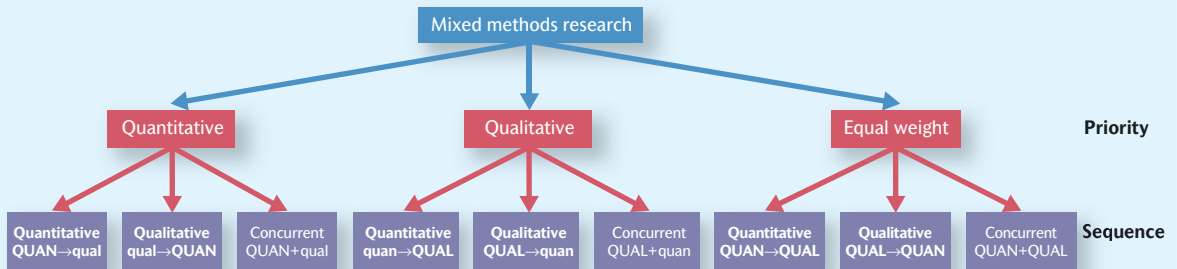 Mixed methods research
Quantitative
Qualitative
Equal weight
Priority
Quantitative
QUAN→qual
Qualitative
qual→QUAN
Concurrent
QUAN+qual
Quantitative
quan→QUAL
Qualitative
QUAL→quan
Concurrent
QUAL+quan
Quantitative
QUAN→QUAL
Qualitative
QUAL→QUAN
Concurrent
QUAN+QUAL
Sequence